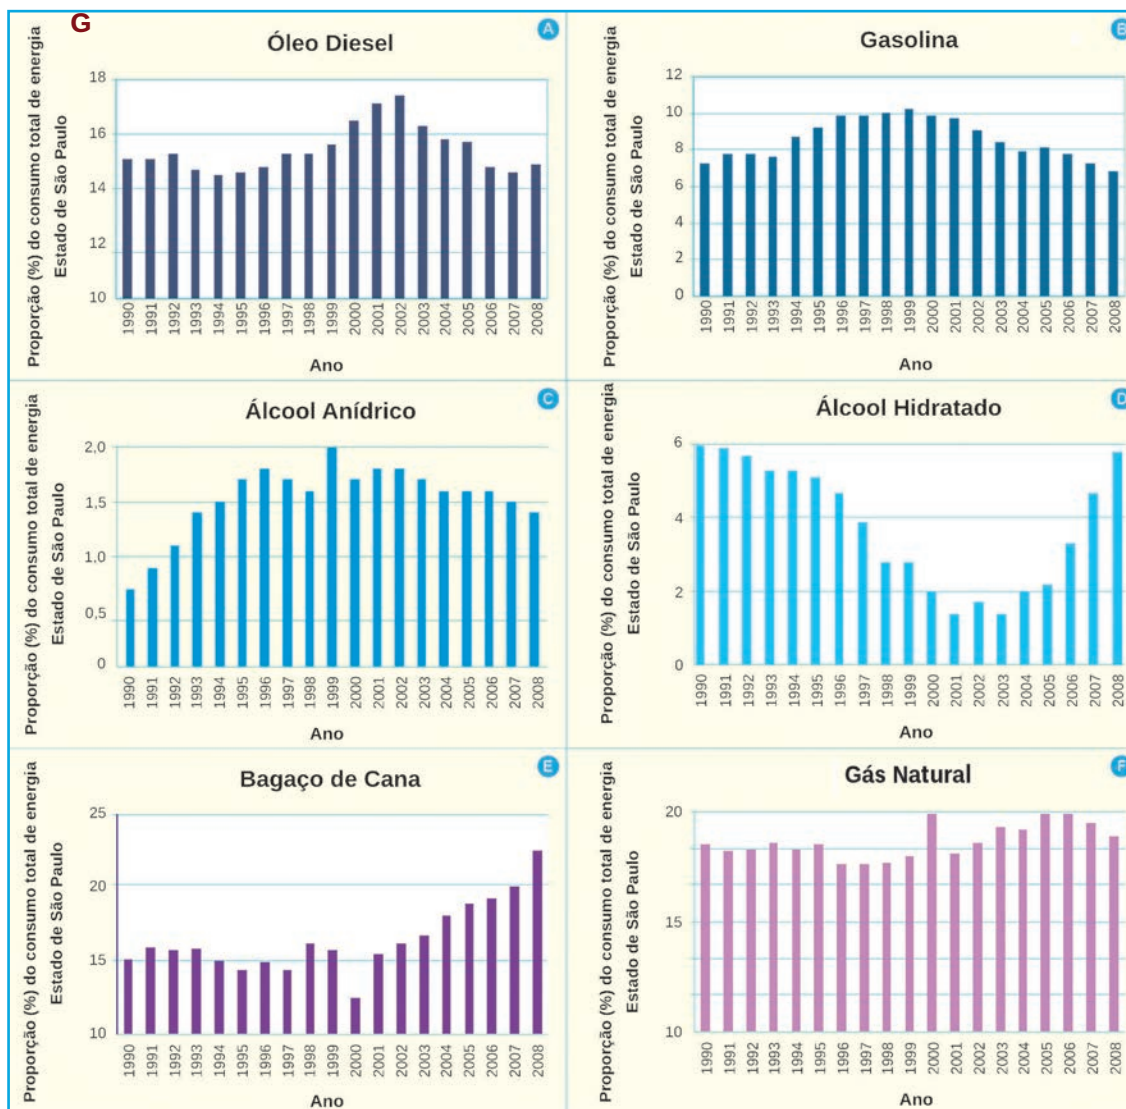 G
A
Óleo Diesel
Proporção (%) do consumo total de energia
Estado de São Paulo
18
16
14
12
10
1990 1991 1992 1993 1994 1995 1996 1997 1998 1999 2000 2001 2002 2003 2004 2005 2006 2007 2008
Ano
B
Gasolina
Proporção (%) do consumo total de energia
Estado de São Paulo
12
10
8
6
4
2
0
1990 1991 1992 1993 1994 1995 1996 1997 1998 1999 2000 2001 2002 2003 2004 2005 2006 2007 2008
Ano
C
Álcool Anídrico
Proporção (%) do consumo total de energia
Estado de São Paulo
2,0
1,5
1,0
0,5
0
1990 1991 1992 1993 1994 1995 1996 1997 1998 1999 2000 2001 2002 2003 2004 2005 2006 2007 2008
Ano
D
Álcool Hidratado
Proporção (%) do consumo total de energia
Estado de São Paulo
6
4
2
0
1990 1991 1992 1993 1994 1995 1996 1997 1998 1999 2000 2001 2002 2003 2004 2005 2006 2007 2008
Ano
E
Bagaço de Cana
Proporção (%) do consumo total de energia
Estado de São Paulo
25
20
15
10
1990 1991 1992 1993 1994 1995 1996 1997 1998 1999 2000 2001 2002 2003 2004 2005 2006 2007 2008
Ano
F
Gás Natural
Proporção (%) do consumo total de energia
Estado de São Paulo
20
15
10
1990 1991 1992 1993 1994 1995 1996 1997 1998 1999 2000 2001 2002 2003 2004 2005 2006 2007 2008
Ano